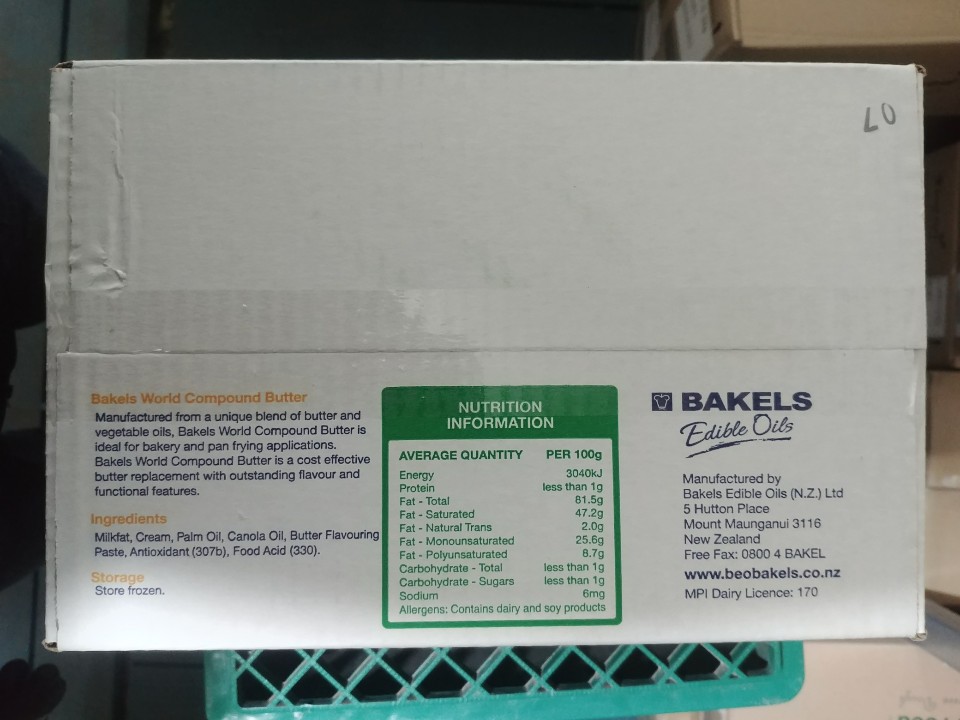 LO
Bakels World Compound Butter
Manufactured from a unique blend of butter and
vegetable oils, Bakels World Compound Butter is
ideal for bakery and pan frying applications.
Bakels World Compound Butter is a cost effective
butter replacement with outstanding flavour and
functional features.
Ingredients
Milkfat, Cream, Palm Oil, Canola Oil, Butter Flavouring
Paste, Antioxidant (307b), Food Acid (330).
Storage
Store frozen.
NUTRITION
INFORMATION
AVERAGE QUANTITY PER 100g
Energy 3040kJ
Protein less than 1g
Fat - Total 81.5g
Fat - Saturated 47.2g
Fat - Natural Trans 2.0g
Fat - Monounsaturated 25.6g
Fat - Polyunsaturated 8.7g
Carbohydrate - Total less than 1g
Carbohydrate - Sugars less than 1g
Sodium 6mg
Allergens: Contains dairy and soy products
BAKELS
Edible Oils
Manufactured by
Bakels Edible Oils (N.Z.) Ltd
5 Hutton Place
Mount Maunganui 3116
New Zealand
Free Fax: 0800 4 BAKEL
www.beobakels.co.nz
MPI Dairy Licence: 170